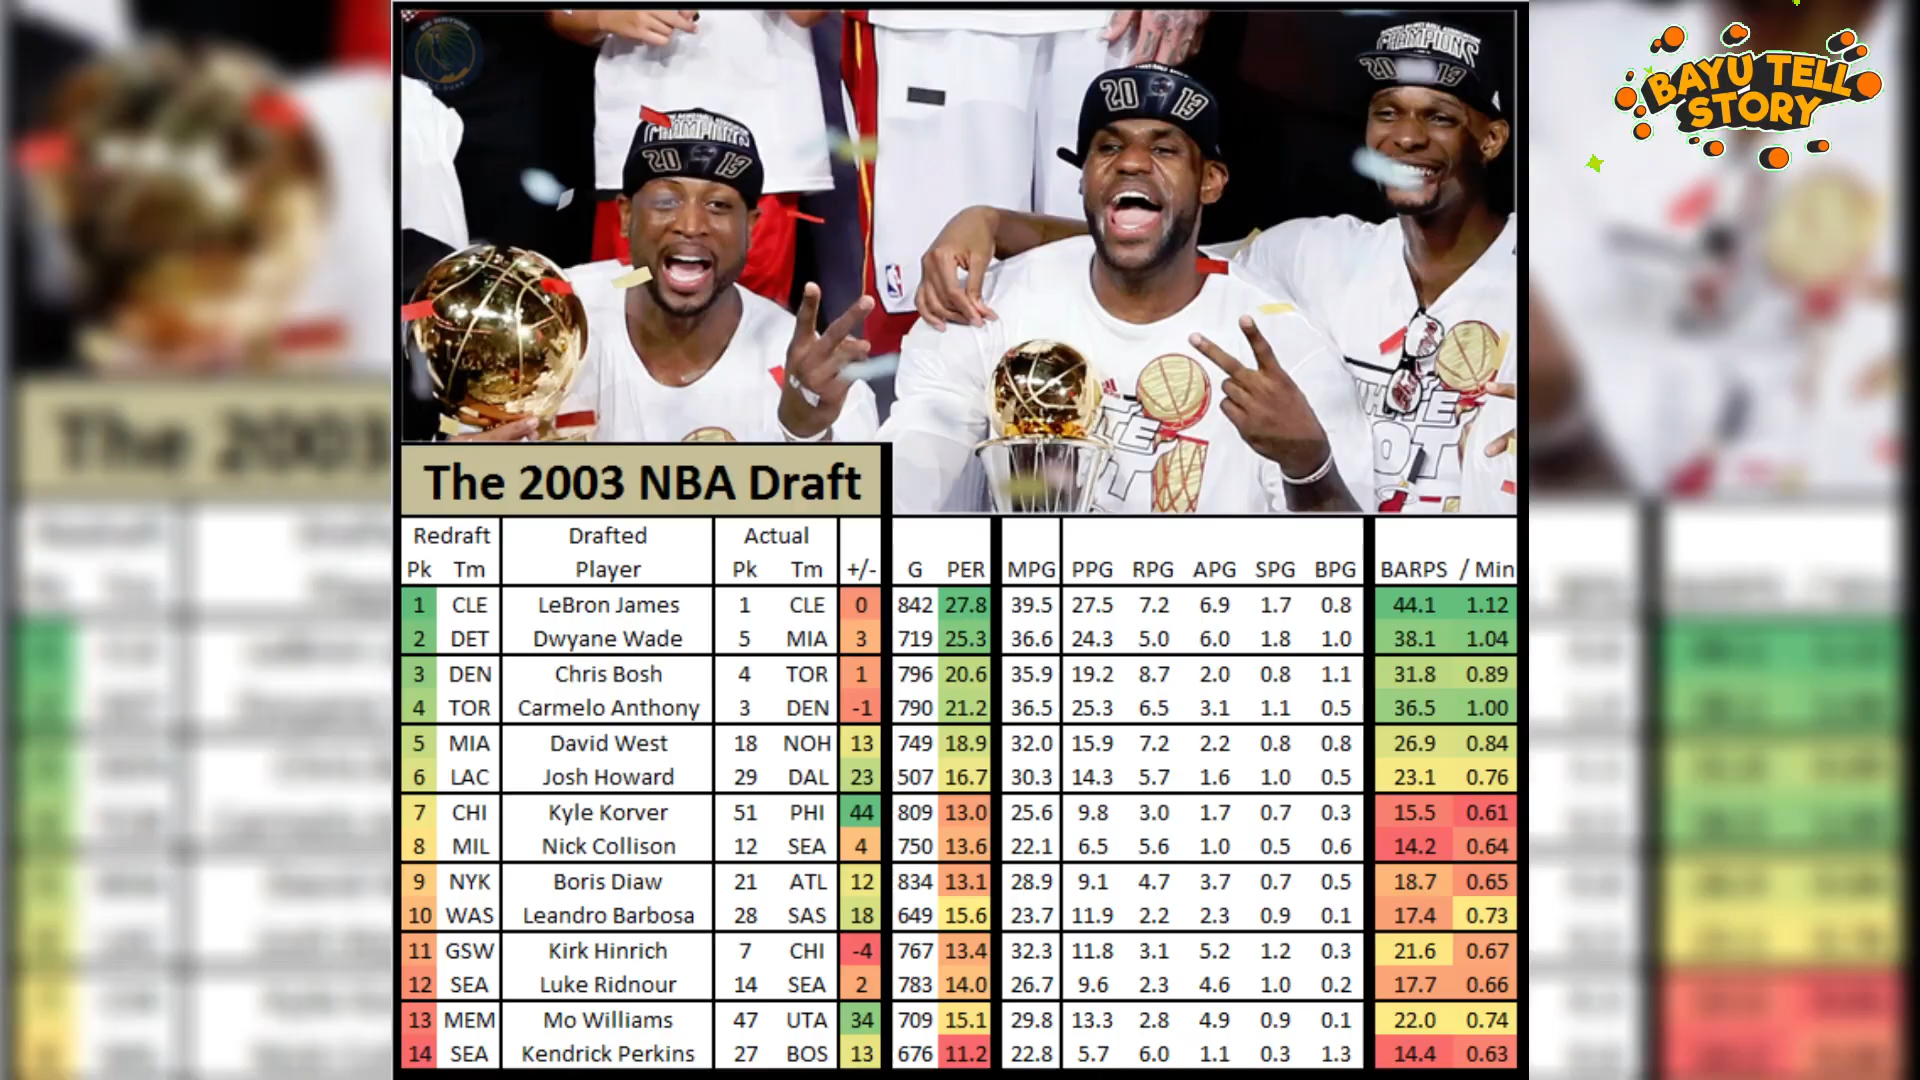 BAYU TELL
STORY
CHAMPIONS
20 13
CHAMPIONS
20 13
20 13
The 2003 NBA Draft
Redraft Drafted Actual
Pk Tm Player Pk Tm +/- G PER MPG PPG RPG APG SPG BPG BARPS / Min
1 CLE LeBron James 1 CLE 0 842 27.8 39.5 27.5 7.2 6.9 1.7 0.8 44.1 1.12
2 DET Dwyane Wade 5 MIA 3 719 25.3 36.6 24.3 5.0 6.0 1.8 1.0 38.1 1.04
3 DEN Chris Bosh 4 TOR 1 796 20.6 35.9 19.2 8.7 2.0 0.8 1.1 31.8 0.89
4 TOR Carmelo Anthony 3 DEN -1 790 21.2 36.5 25.3 6.5 3.1 1.1 0.5 36.5 1.00
5 MIA David West 18 NOH 13 749 18.9 32.0 15.9 7.2 2.2 0.8 0.8 26.9 0.84
6 LAC Josh Howard 29 DAL 23 507 16.7 30.3 14.3 5.7 1.6 1.0 0.5 23.1 0.76
7 CHI Kyle Korver 51 PHI 44 809 13.0 25.6 9.8 3.0 1.7 0.7 0.3 15.5 0.61
8 MIL Nick Collison 12 SEA 4 750 13.6 22.1 6.5 5.6 1.0 0.5 0.6 14.2 0.64
9 NYK Boris Diaw 21 ATL 12 834 13.1 28.9 9.1 4.7 3.7 0.7 0.5 18.7 0.65
10 WAS Leandro Barbosa 28 SAS 18 649 15.6 23.7 11.9 2.2 2.3 0.9 0.1 17.4 0.73
11 GSW Kirk Hinrich 7 CHI -4 767 13.4 32.3 11.8 3.1 5.2 1.2 0.3 21.6 0.67
12 SEA Luke Ridnour 14 SEA 2 783 14.0 26.7 9.6 2.3 4.6 1.0 0.2 17.7 0.66
13 MEM Mo Williams 47 UTA 34 709 15.1 29.8 13.3 2.8 4.9 0.9 0.1 22.0 0.74
14 SEA Kendrick Perkins 27 BOS 13 676 11.2 22.8 5.7 6.0 1.1 0.3 1.3 14.4 0.63